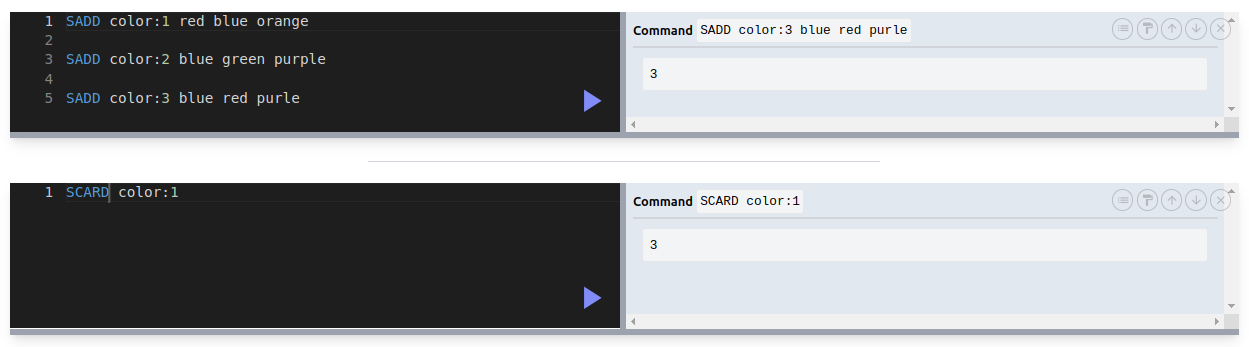 1 SADD color:1 red blue orange
2
3 SADD color:2 blue green purple
4
5 SADD color:3 blue red purle
Command SADD color:3 blue red purle
3
1 SCARD color:1
Command SCARD color:1
3